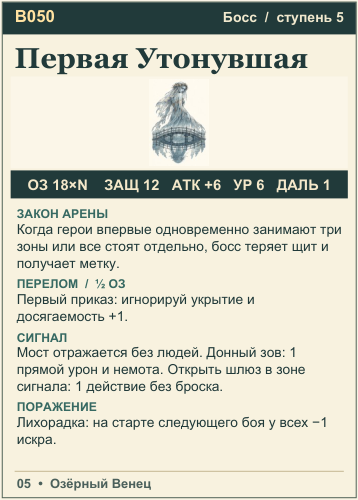 B050
Босс / ступень 5
Первая Утонувшая
ОЗ 18×N ЗАЩ 12 АТК +6 УР 6 ДАЛЬ 1
ЗАКОН АРЕНЫ
Когда герои впервые одновременно занимают три
зоны или все стоят отдельно, босс теряет щит и
получает метку.
ПЕРЕЛОМ / ½ ОЗ
Первый приказ: игнорируй укрытие и
досягаемость +1.
СИГНАЛ
Мост отражается без людей. Донный зов: 1
прямой урон и немота. Открыть шлюз в зоне
сигнала: 1 действие без броска.
ПОРАЖЕНИЕ
Лихорадка: на старте следующего боя у всех −1
искра.
05 • Озёрный Венец